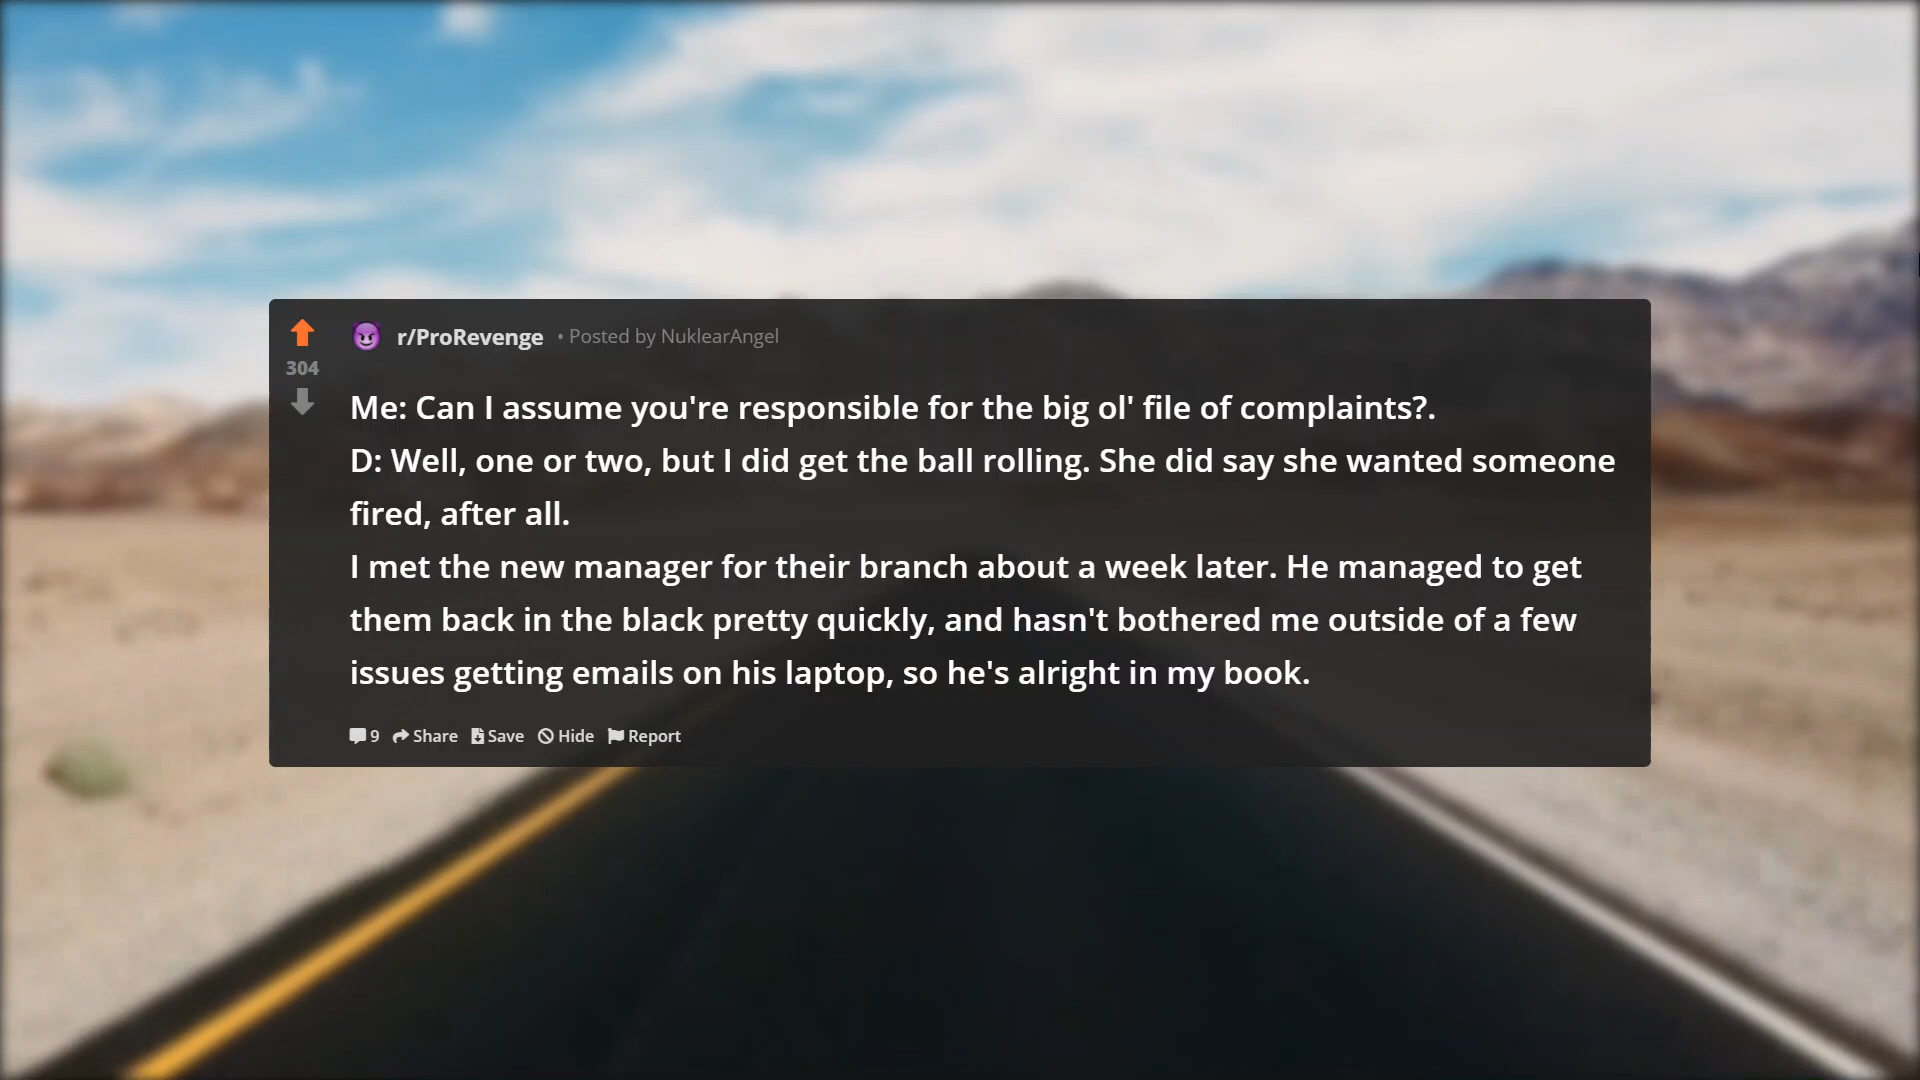 r/ProRevenge • Posted by NuklearAngel
304
Me: Can I assume you're responsible for the big ol' file of complaints?.
D: Well, one or two, but I did get the ball rolling. She did say she wanted someone
fired, after all.
I met the new manager for their branch about a week later. He managed to get
them back in the black pretty quickly, and hasn't bothered me outside of a few
issues getting emails on his laptop, so he's alright in my book.
9 Share Save Hide Report